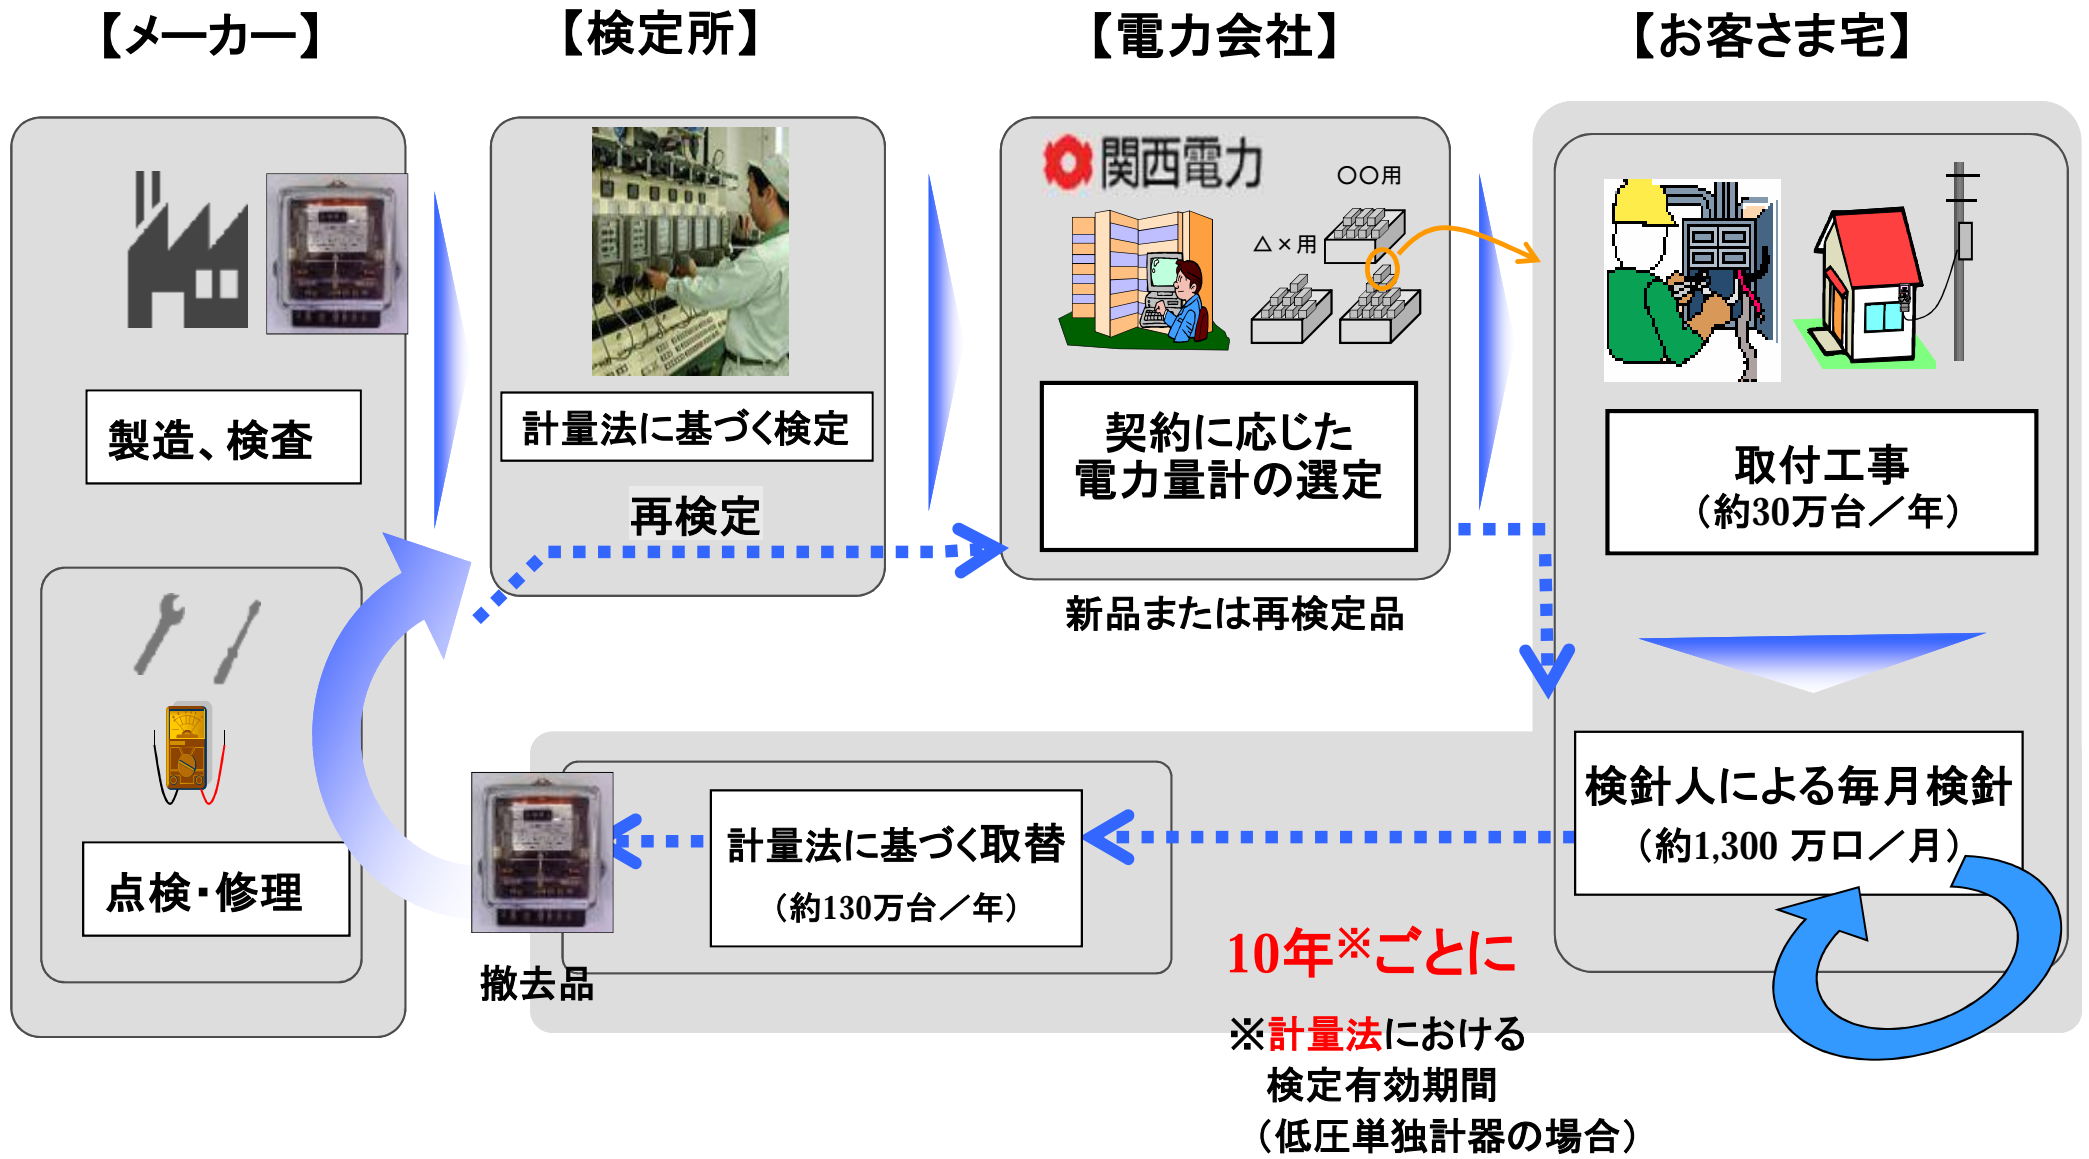 【メーカー】
【検定所】
【電力会社】
【お客さま宅】
製造、検査
計量法に基づく検定
再検定
関西電力
〇〇用
△×用
契約に応じた
電力量計の選定
新品または再検定品
取付工事
（約30万台／年）
検針人による毎月検針
（約1,300 万口／月）
計量法に基づく取替
（約130万台／年）
撤去品
点検・修理
10年※ごとに
※計量法における
検定有効期間
（低圧単独計器の場合）